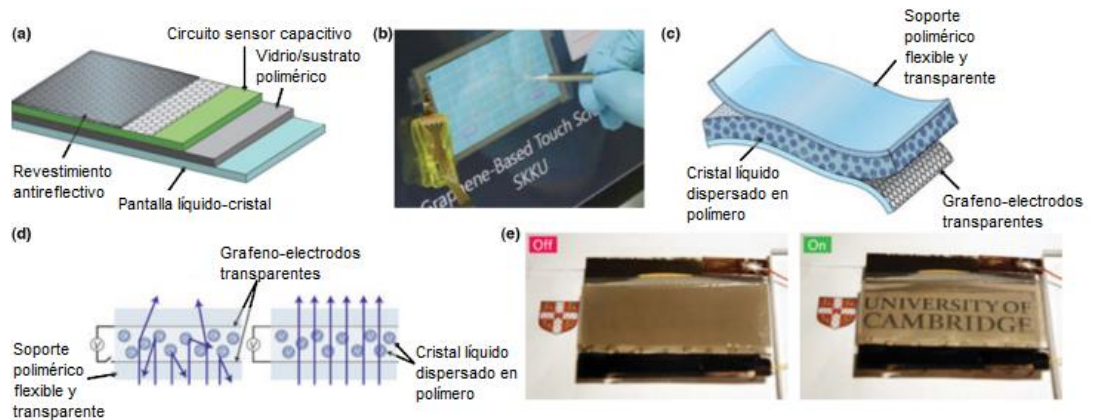 (a)
Circuito sensor capacitivo
Vidrio/sustrato
polimérico
Revestimiento
antireflectivo
Pantalla líquido-cristal
(b)
Graphene-Based Touch Scre
SKKU
(c)
Soporte
polimérico
flexible y
transparente
Cristal líquido
dispersado en
polímero
Grafeno-electrodos
transparentes
(d)
Grafeno-electrodos
transparentes
V
V
Soporte
polimérico
flexible y
transparente
Cristal líquido
dispersado en
polímero
(e)
Off
On
UNIVERSITY OF
CAMBRIDGE